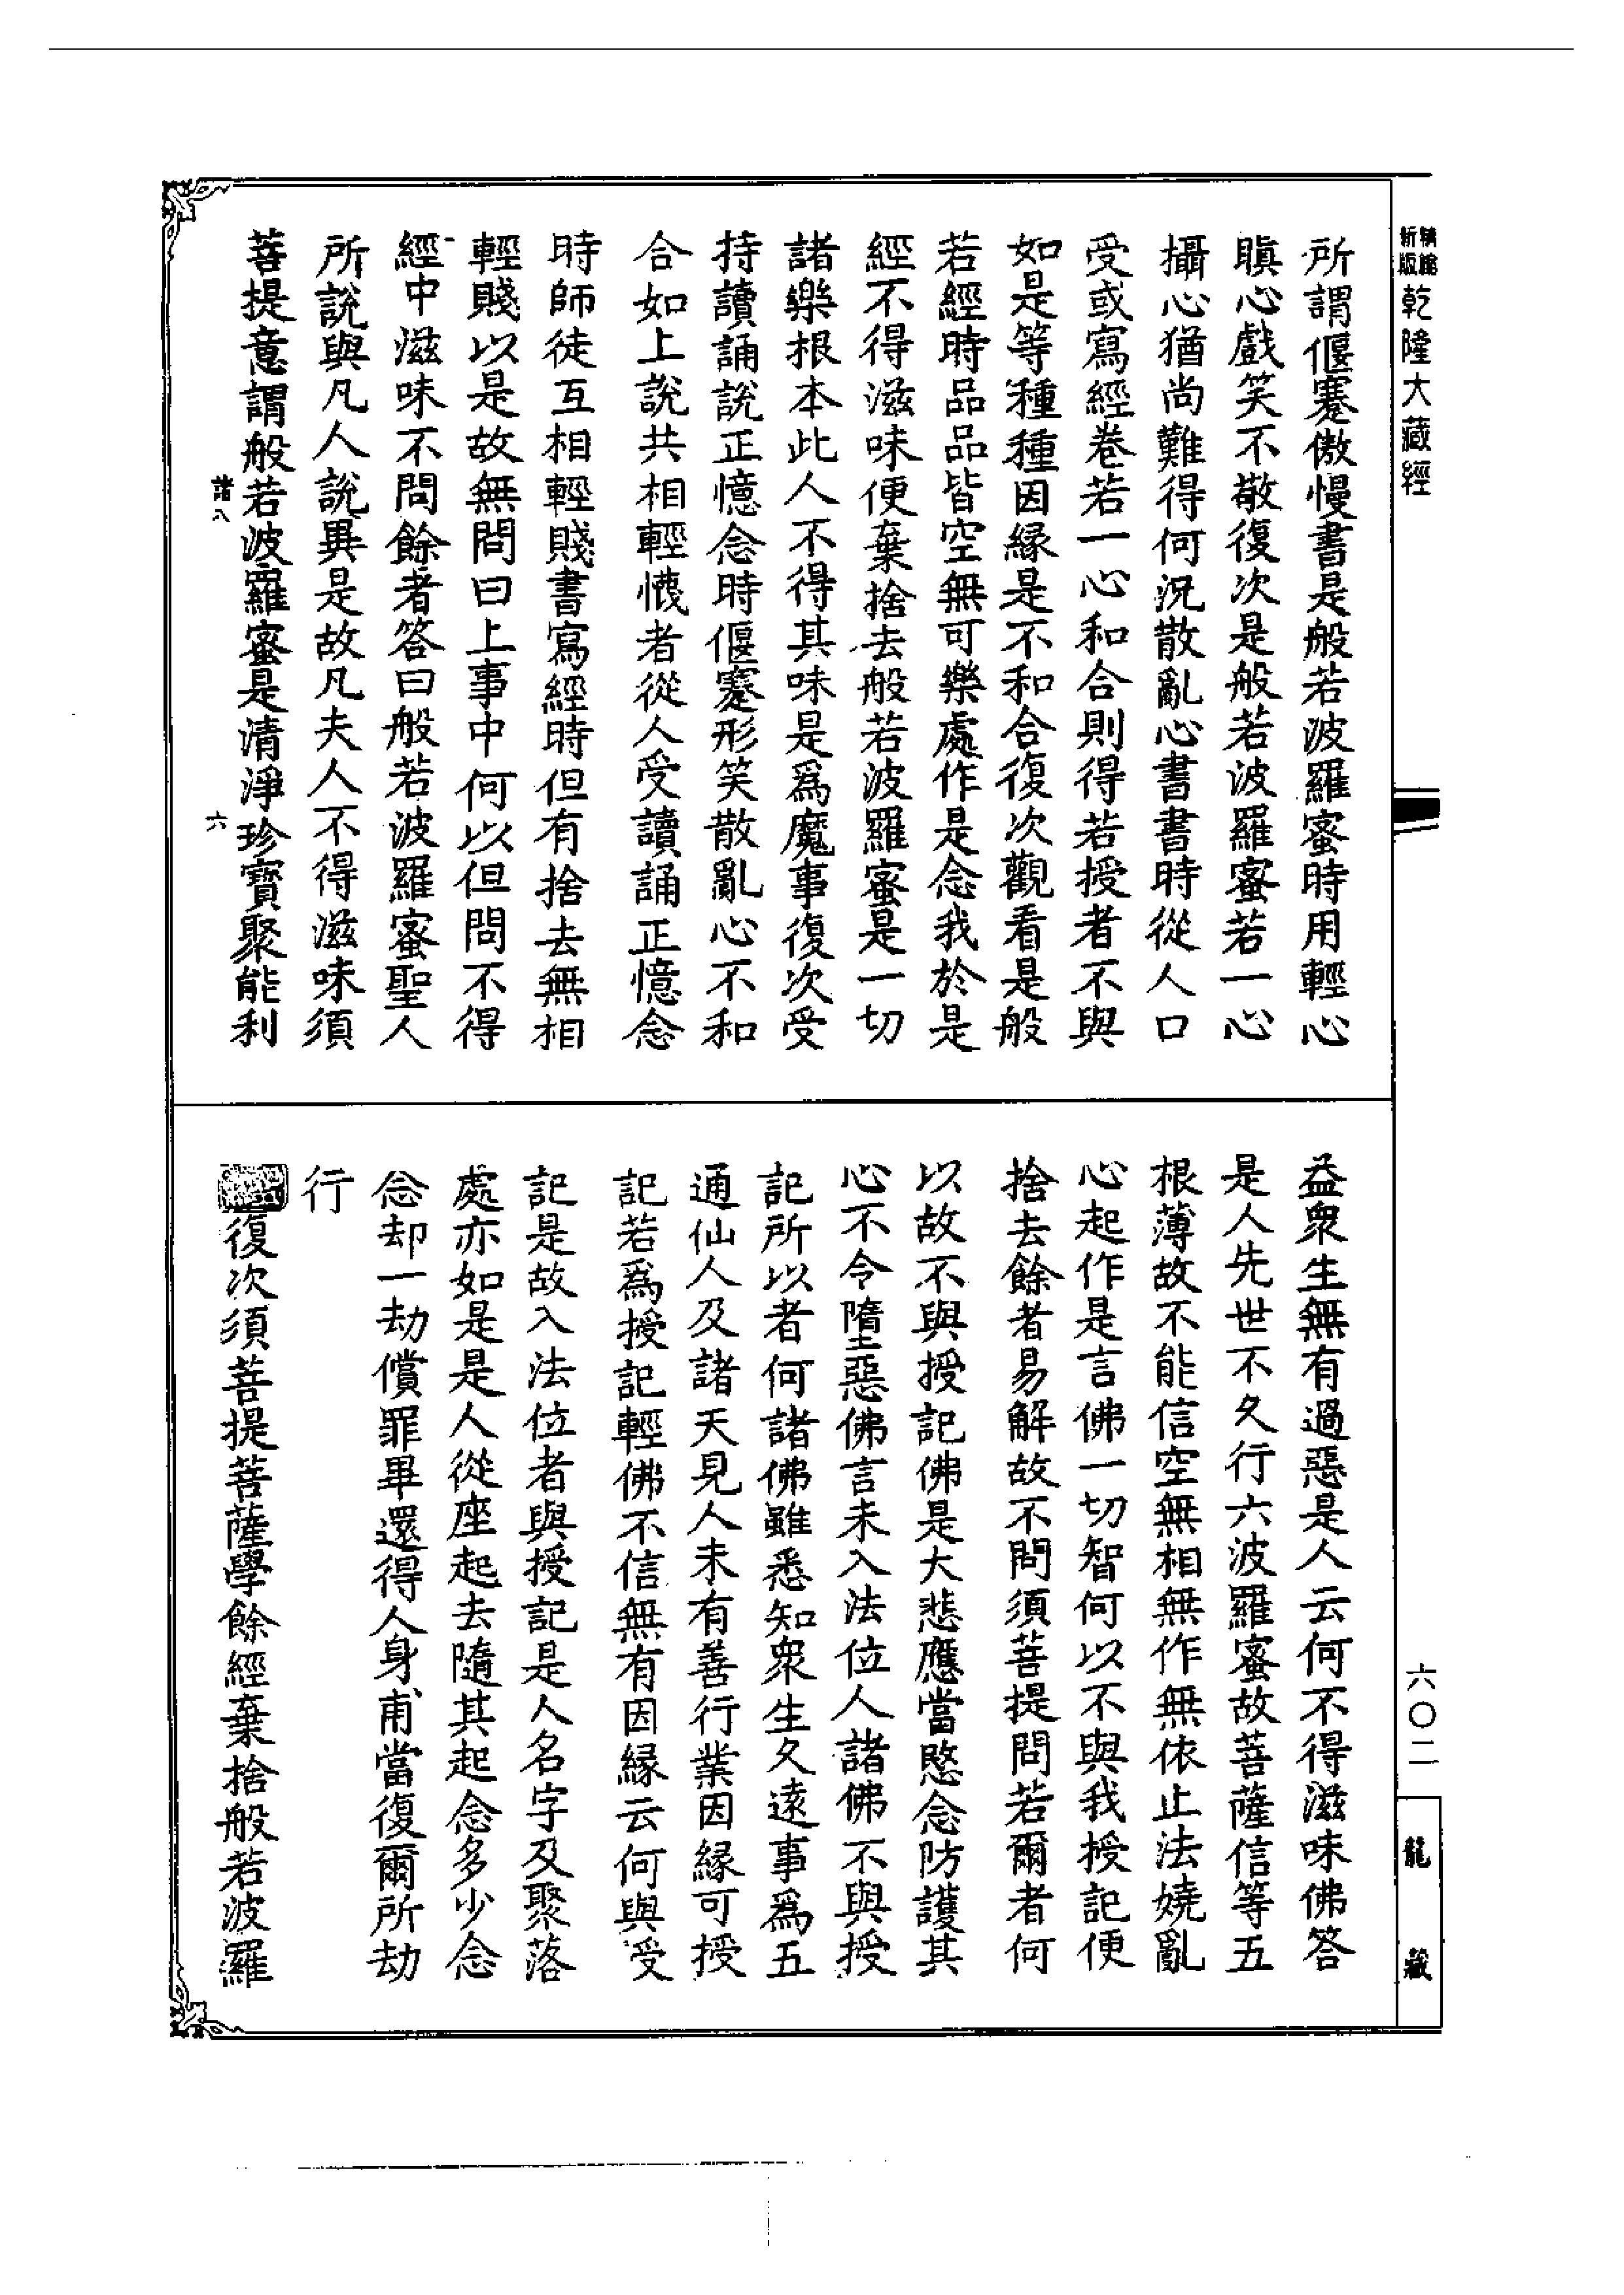 精縮
新版
乾隆大藏經
所謂偃蹇傲慢書是般若波羅蜜時用輕心
瞋心戲笑不敬復次是般若波羅蜜若一心
攝心猶尚難得何況散亂心書書時從人口
受或寫經卷若一心和合則得若授者不與
如是等種種因緣是不和合復次觀看是般
若經時品品皆空無可樂處作是念我於是
經不得滋味便棄捨去般若波羅蜜是一切
諸樂根本此人不得其味是為魔事復次受
持讀誦說正憶念時偃蹇形笑散亂心不和
合如上說共相輕懱者從人受讀誦正憶念
時師徒互相輕賤書寫經時但有捨去無相
輕賤以是故無問曰上事中何以但問不得
經中滋味不問餘者答曰般若波羅蜜聖人
所說與凡人說異是故凡夫人不得滋味須
菩提意謂般若波羅蜜是清淨珍寶聚能利
諸八
六
益眾生無有過惡是人云何不得滋味佛答
是人先世不久行六波羅蜜故菩薩信等五
根薄故不能信空無相無作無依止法嬈亂
心起作是言佛一切智何以不與我授記便
捨去餘者易解故不問須菩提問若爾者何
以故不與授記佛是大悲應當愍念防護其
心不令墮惡佛言未入法位人諸佛不與授
記所以者何諸佛雖悉知眾生久遠事為五
通仙人及諸天見人未有善行業因緣可授
記若為授記輕佛不信無有因緣云何與受
記是故入法位者與授記是人名字及聚落
處亦如是是人從座起去隨其起念多少念
念却一劫償罪畢還得人身甫當復爾所劫
行
復次須菩提菩薩學餘經棄捨般若波羅
六〇二
龍藏